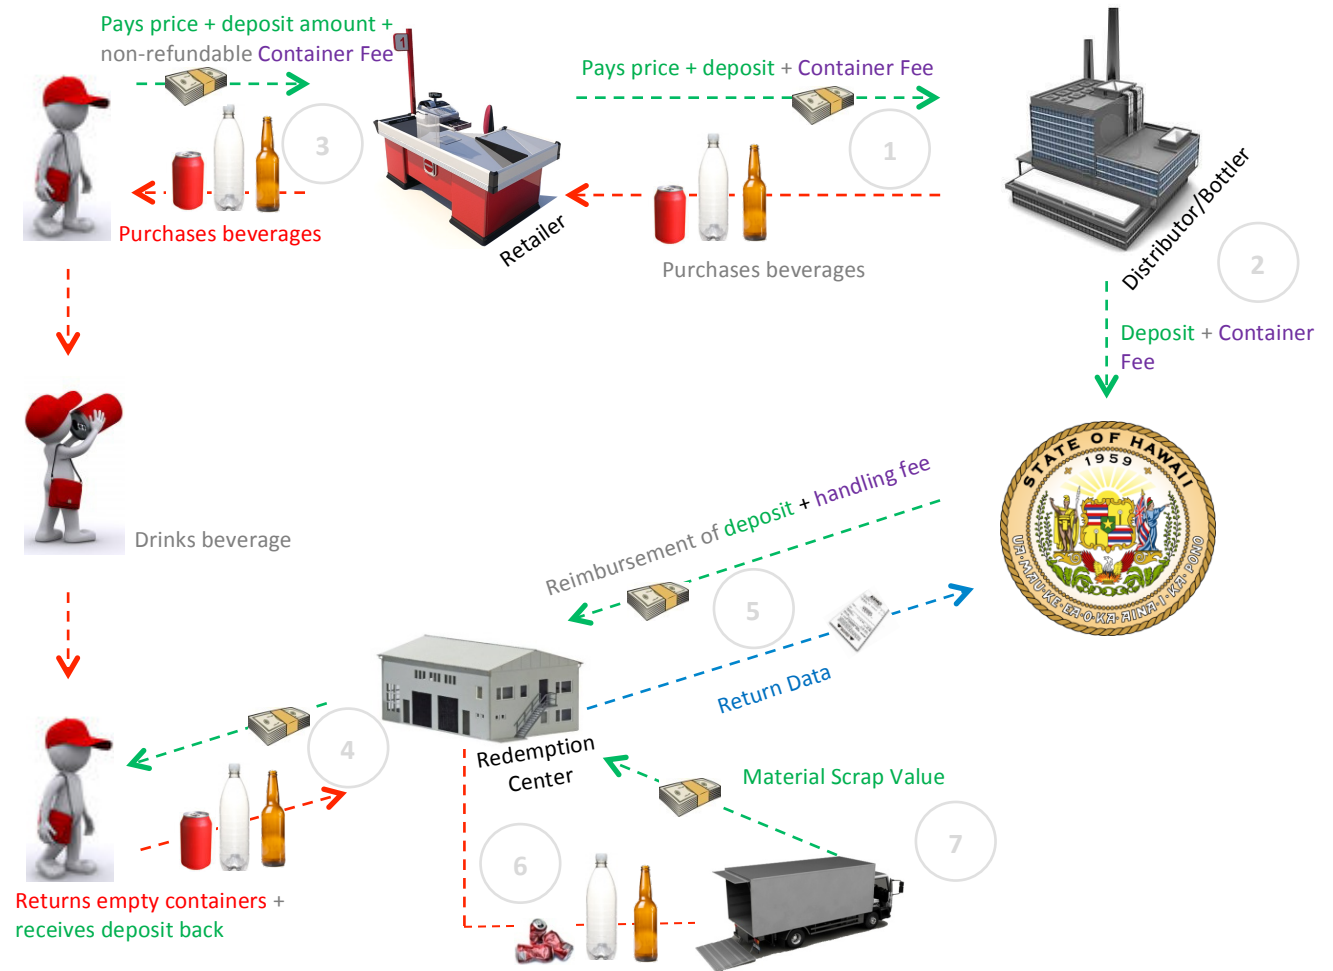 Pays price + deposit amount +
non-refundable Container Fee
1
3
Purchases beverages
Retailer
Pays price + deposit + Container Fee
1
Purchases beverages
Distributor/Bottler
2
Deposit + Container
Fee
STATE OF HAWAII
1959
UA·MAU·KE·EA·O·KA·AINA·I·KA·PONO
Drinks beverage
Reimbursement of deposit + handling fee
5
Return Data
4
Redemption
Center
Material Scrap Value
7
6
Returns empty containers +
receives deposit back